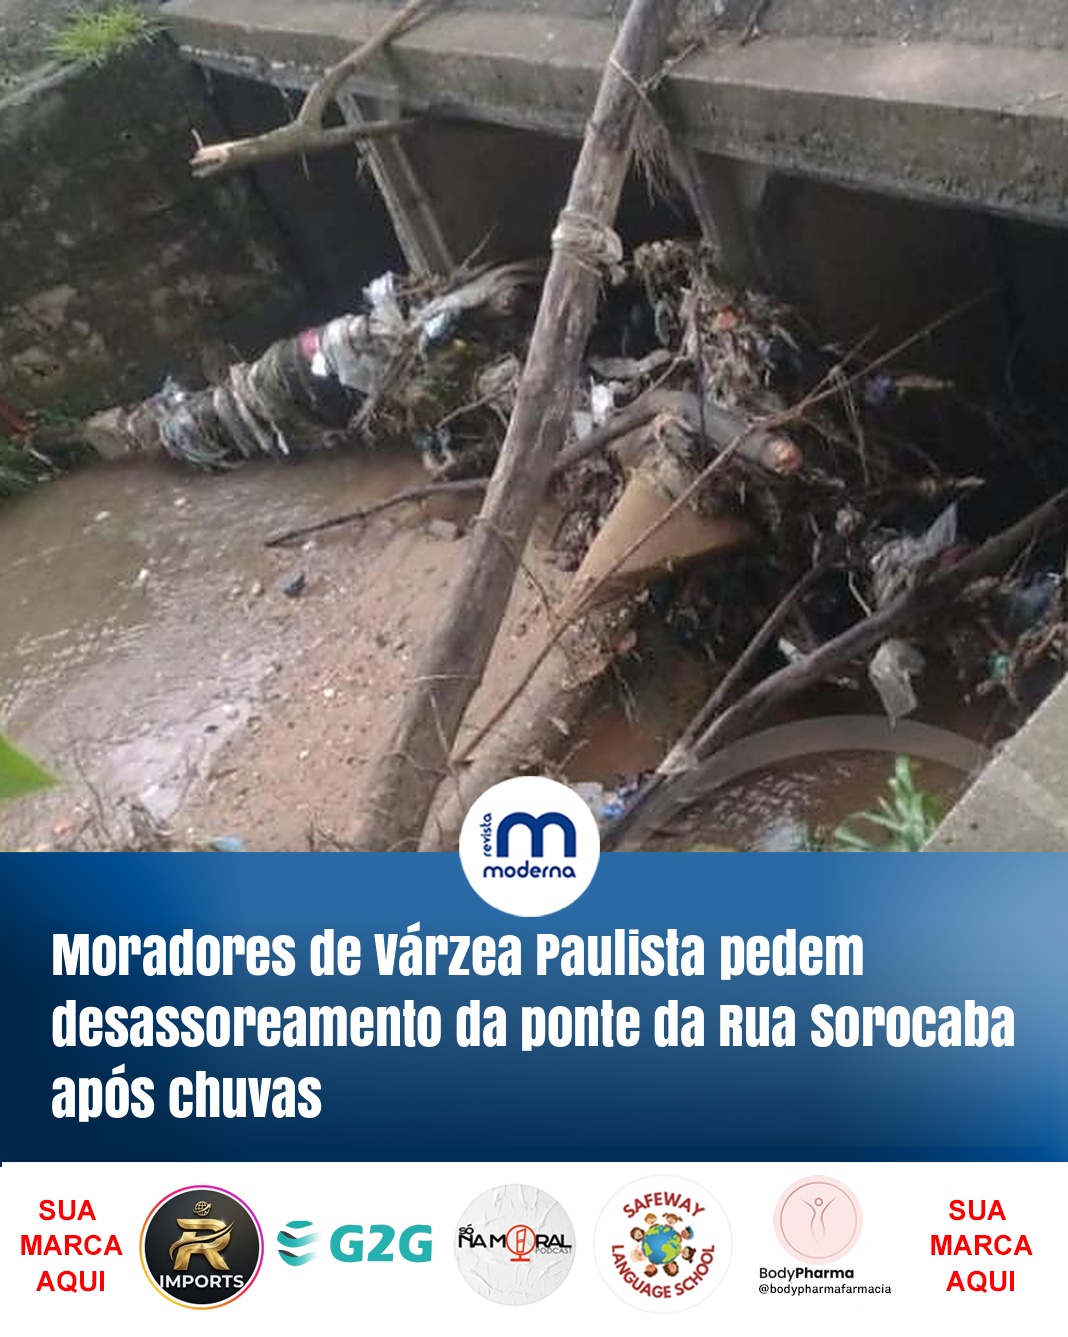 revista
m
moderna
Moradores de Várzea Paulista pedem
desassoreamento da ponte da Rua Sorocaba
após chuvas
SUA
MARCA
AQUI
R
IMPORTS
G2G
SÓ
NA MORAL
PODCAST
SAFEWAY
LANGUAGE SCHOOL
BodyPharma
@bodypharmafarmacia
SUA
MARCA
AQUI